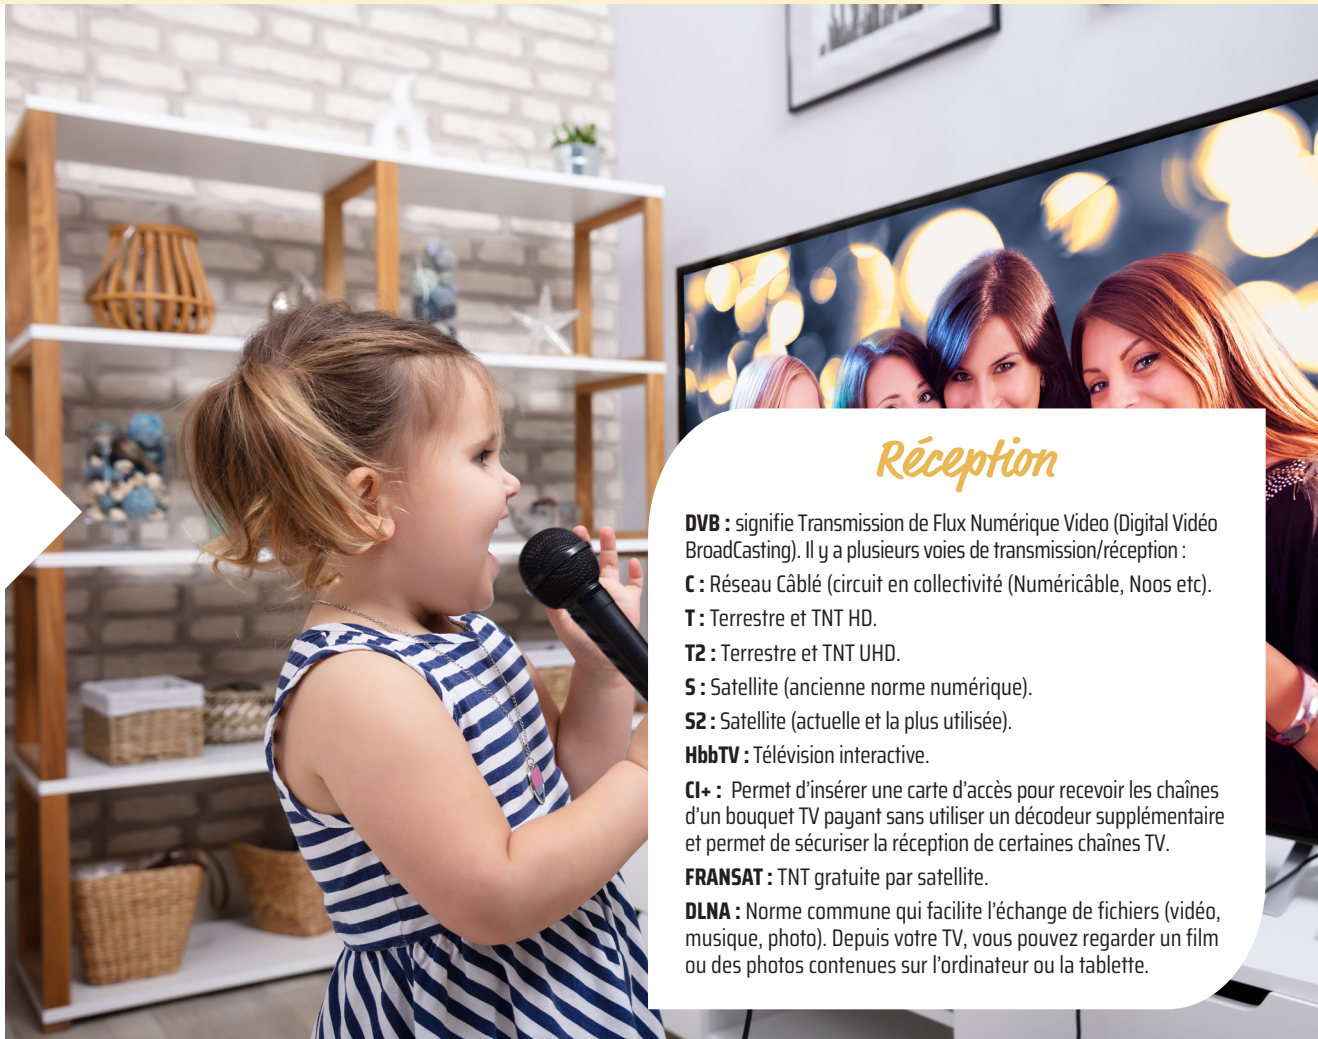 Réception
DVB : signifie Transmission de Flux Numérique Video (Digital Vidéo
BroadCasting). Il y a plusieurs voies de transmission/réception :
C : Réseau Câblé (circuit en collectivité (Numéricâble, Noos etc).
T : Terrestre et TNT HD.
T2 : Terrestre et TNT UHD.
S : Satellite (ancienne norme numérique).
S2 : Satellite (actuelle et la plus utilisée).
HbbTV : Télévision interactive.
CI+ : Permet d’insérer une carte d’accès pour recevoir les chaînes
d’un bouquet TV payant sans utiliser un décodeur supplémentaire
et permet de sécuriser la réception de certaines chaînes TV.
FRANSAT : TNT gratuite par satellite.
DLNA : Norme commune qui facilite l’échange de fichiers (vidéo,
musique, photo). Depuis votre TV, vous pouvez regarder un film
ou des photos contenues sur l’ordinateur ou la tablette.